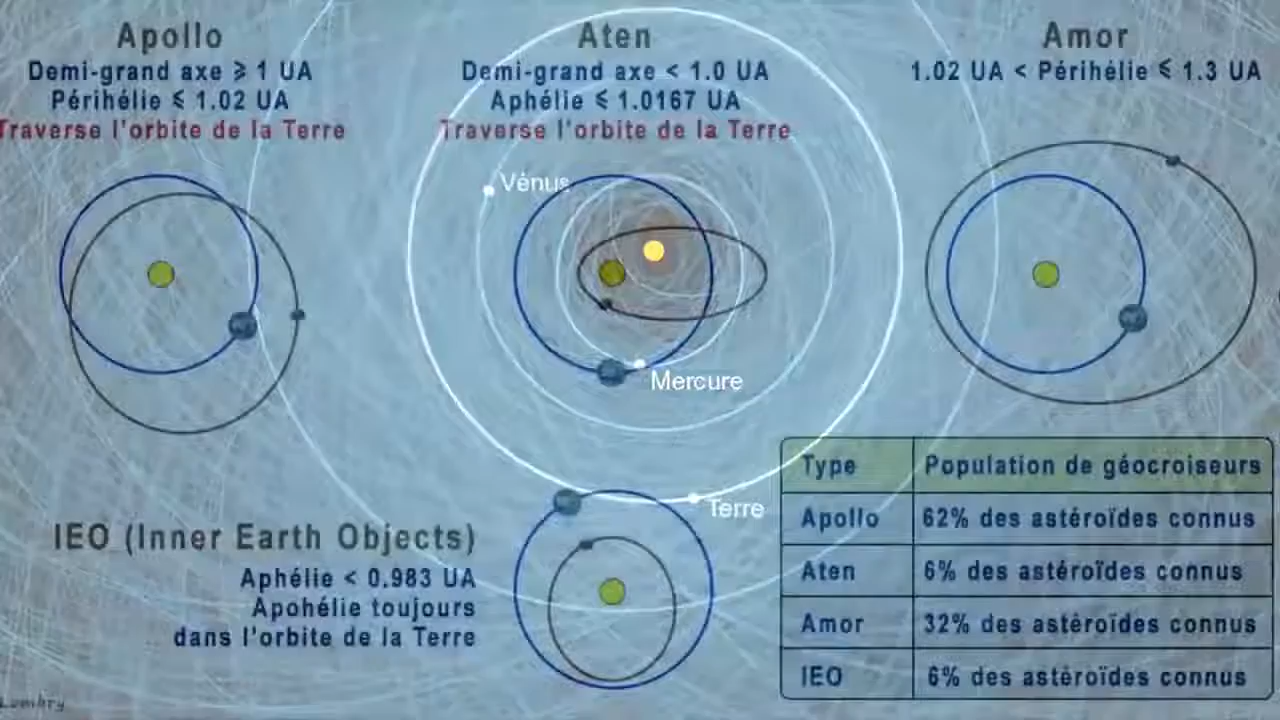 Apollo
Demi-grand axe ⩾ 1 UA
Périhélie ⩽ 1.02 UA
Traverse l'orbite de la Terre
Aten
Demi-grand axe < 1.0 UA
Aphélie ⩽ 1.0167 UA
Traverse l'orbite de la Terre
Amor
1.02 UA < Périhélie ⩽ 1.3 UA
Vénus
Mercure
Terre
IEO (Inner Earth Objects)
Aphélie < 0.983 UA
Apohélie toujours
dans l'orbite de la Terre
Type Population de géocroiseurs
Apollo 62% des astéroïdes connus
Aten 6% des astéroïdes connus
Amor 32% des astéroïdes connus
IEO 6% des astéroïdes connus
Lombry